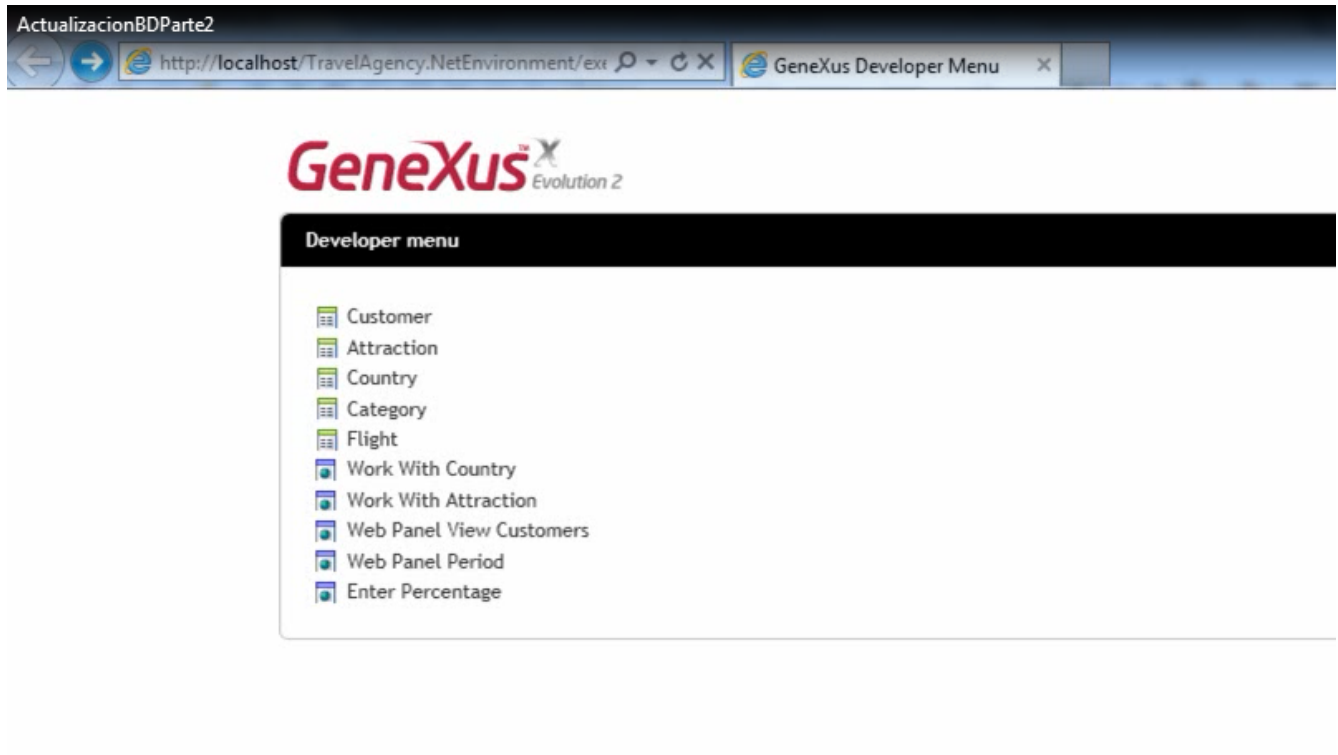 ActualizacionBDParte2
http://localhost/TravelAgency.NetEnvironment/exe
GeneXus Developer Menu
GeneXus™ X
Evolution 2
Developer menu
Customer
Attraction
Country
Category
Flight
Work With Country
Work With Attraction
Web Panel View Customers
Web Panel Period
Enter Percentage